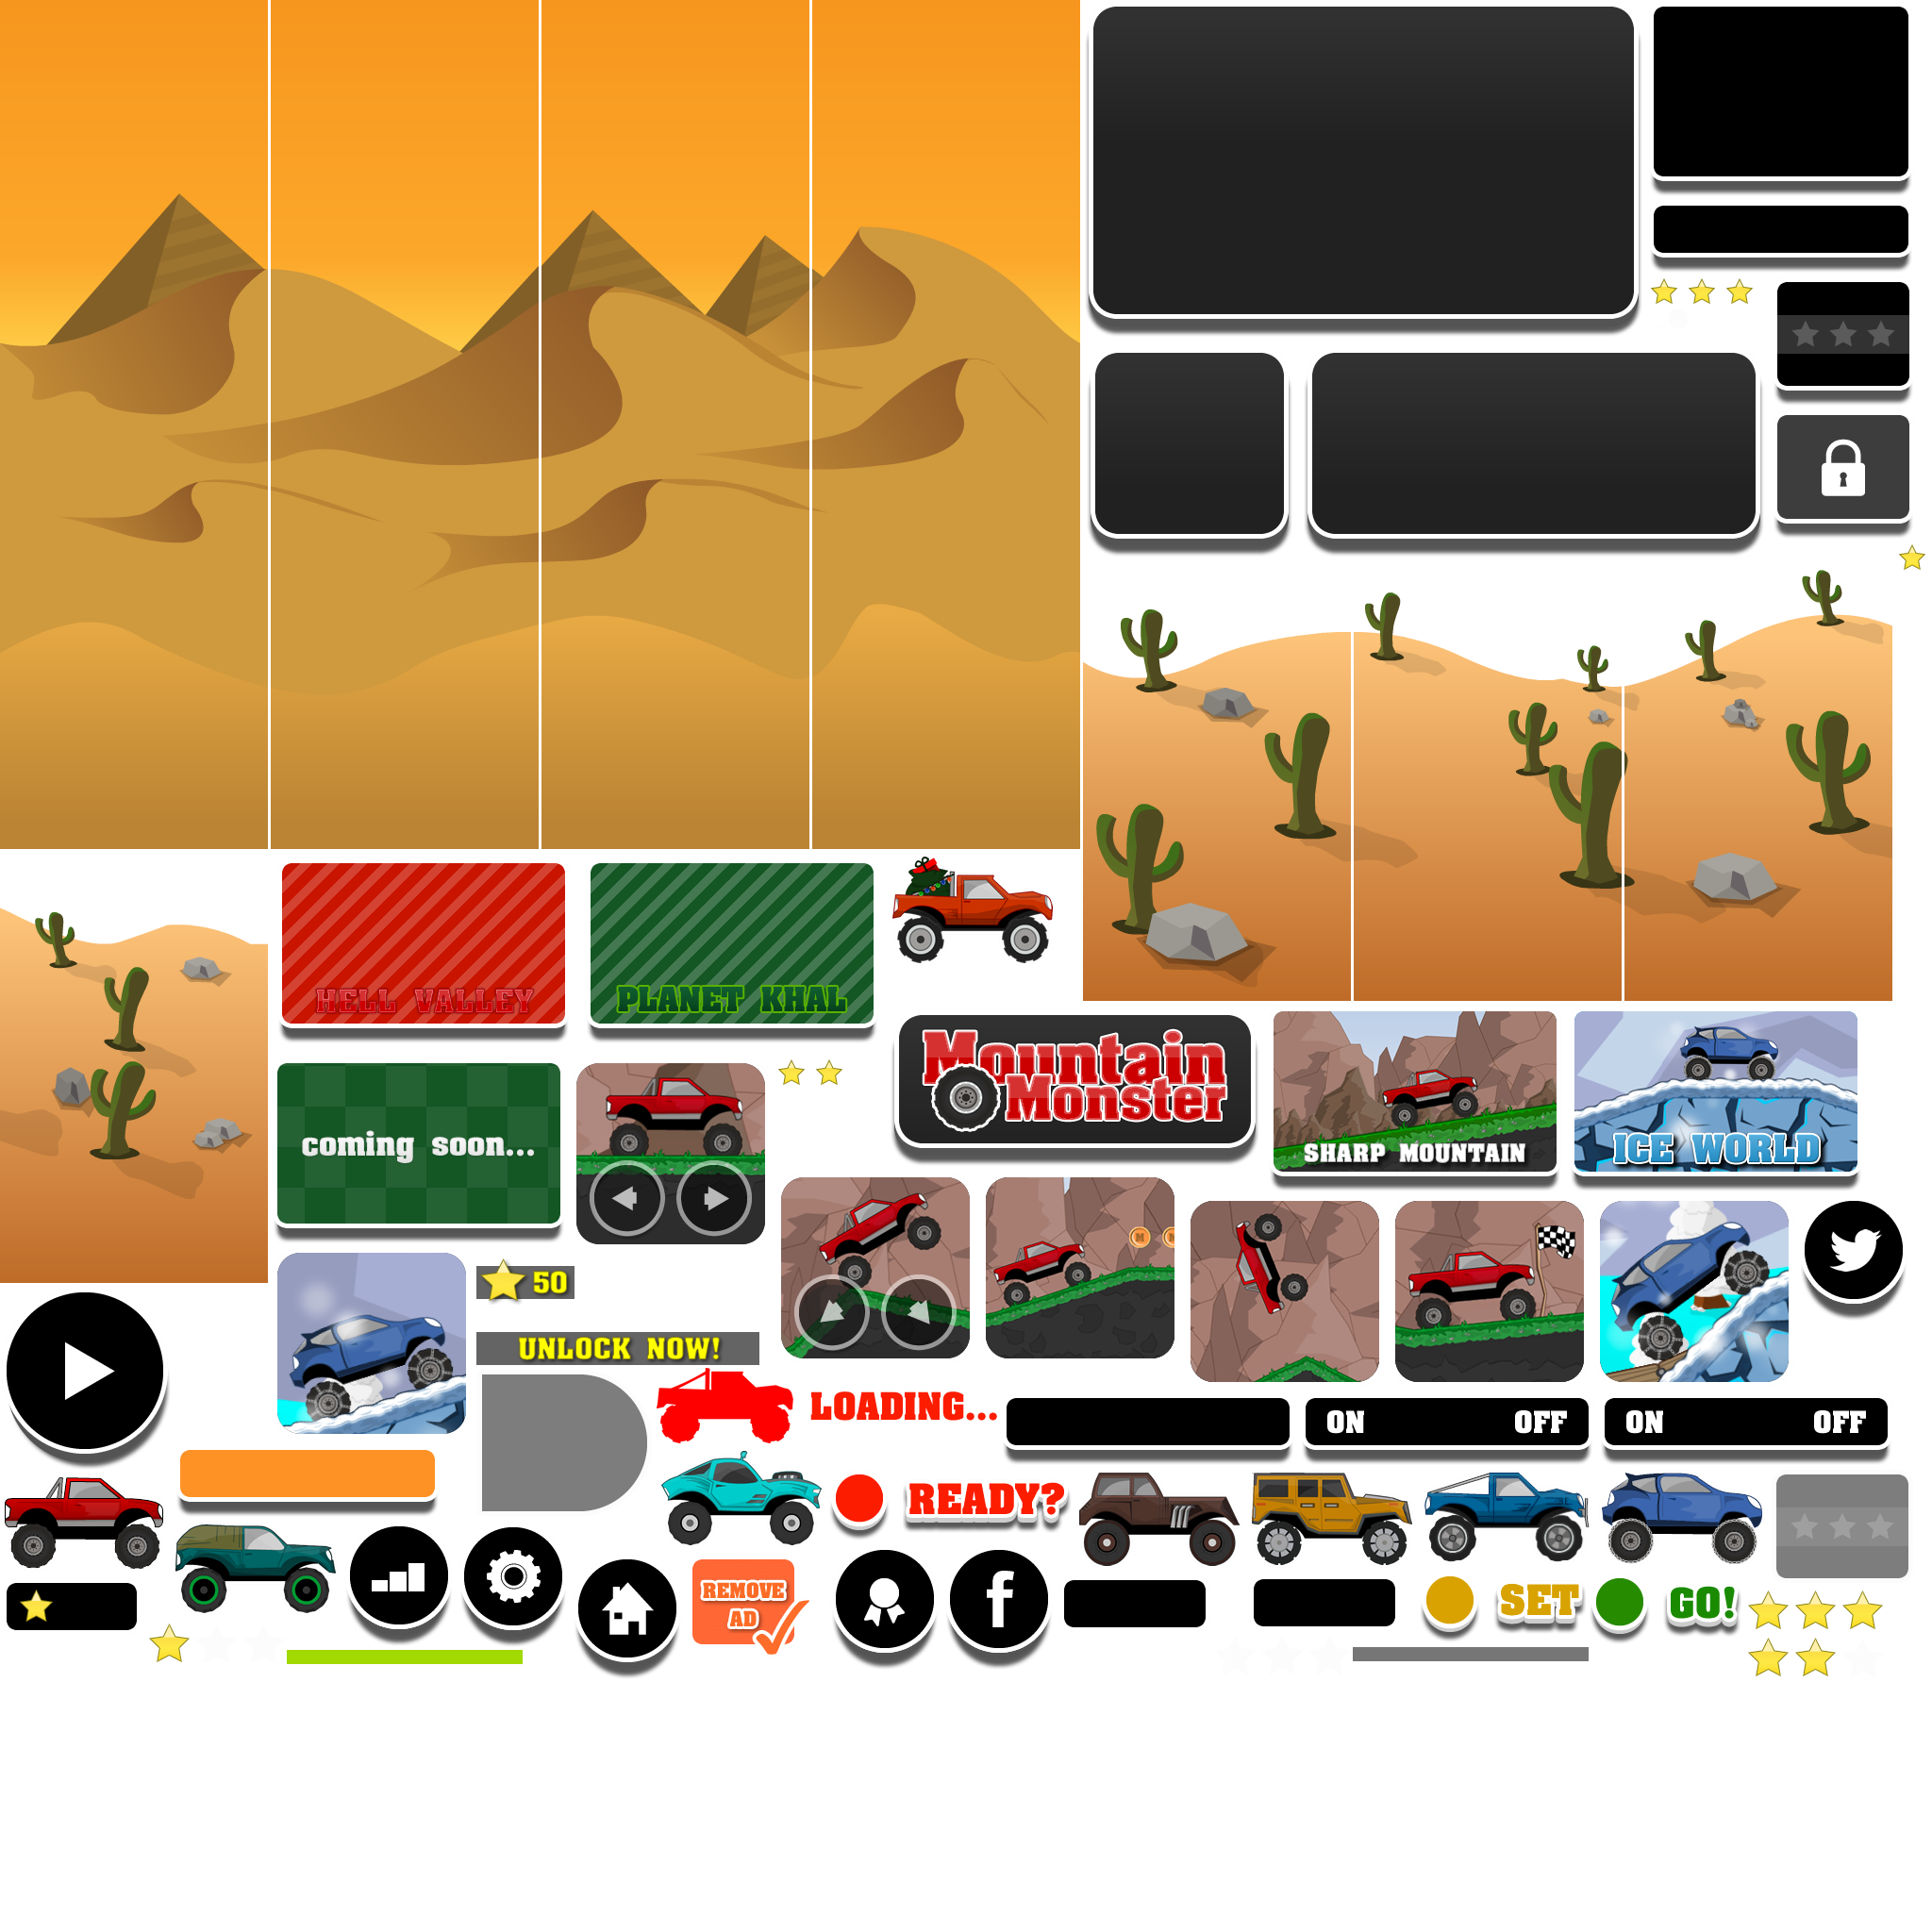 HELL VALLEY
PLANET KHAL
Mountain
Monster
SHARP MOUNTAIN
ICE WORLD
coming soon...
M
50
UNLOCK NOW!
LOADING...
ON OFF
ON OFF
READY?
REMOVE
AD
f
SET
GO!